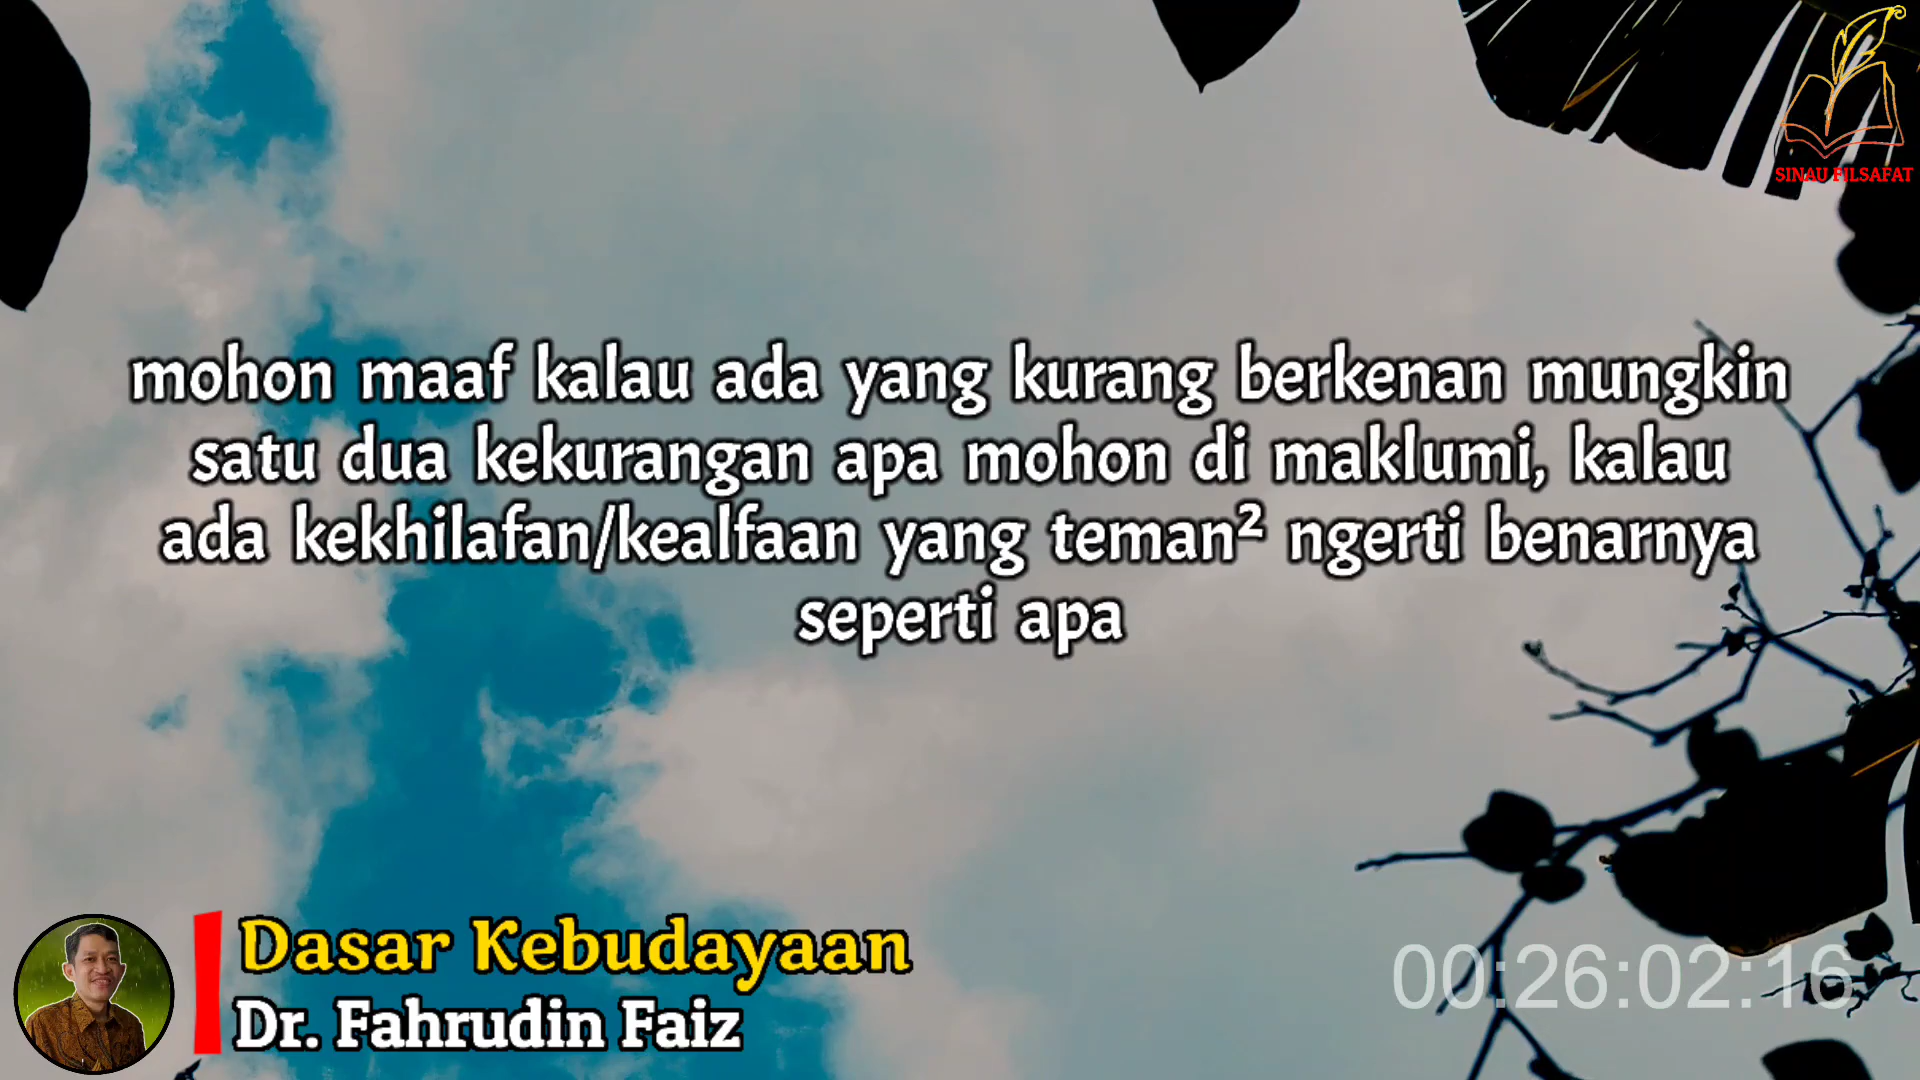 SINAU FILSAFAT
mohon maaf kalau ada yang kurang berkenan mungkin
satu dua kekurangan apa mohon di maklumi, kalau
ada kekhilafan/kealfaan yang teman² ngerti benarnya
seperti apa
Dasar Kebudayaan
Dr. Fahrudin Faiz
00:26:02:16